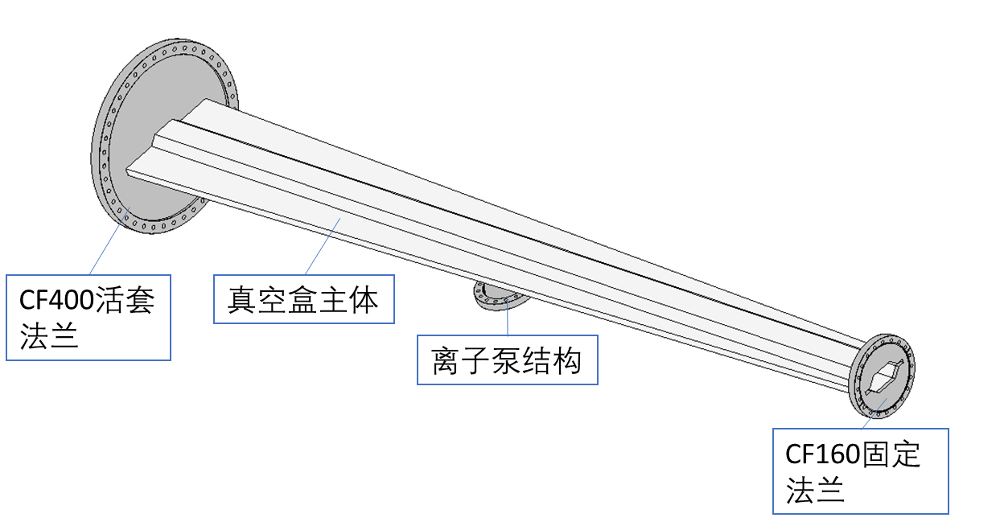 CF400活套
法兰
真空盒主体
离子泵结构
CF160固定
法兰